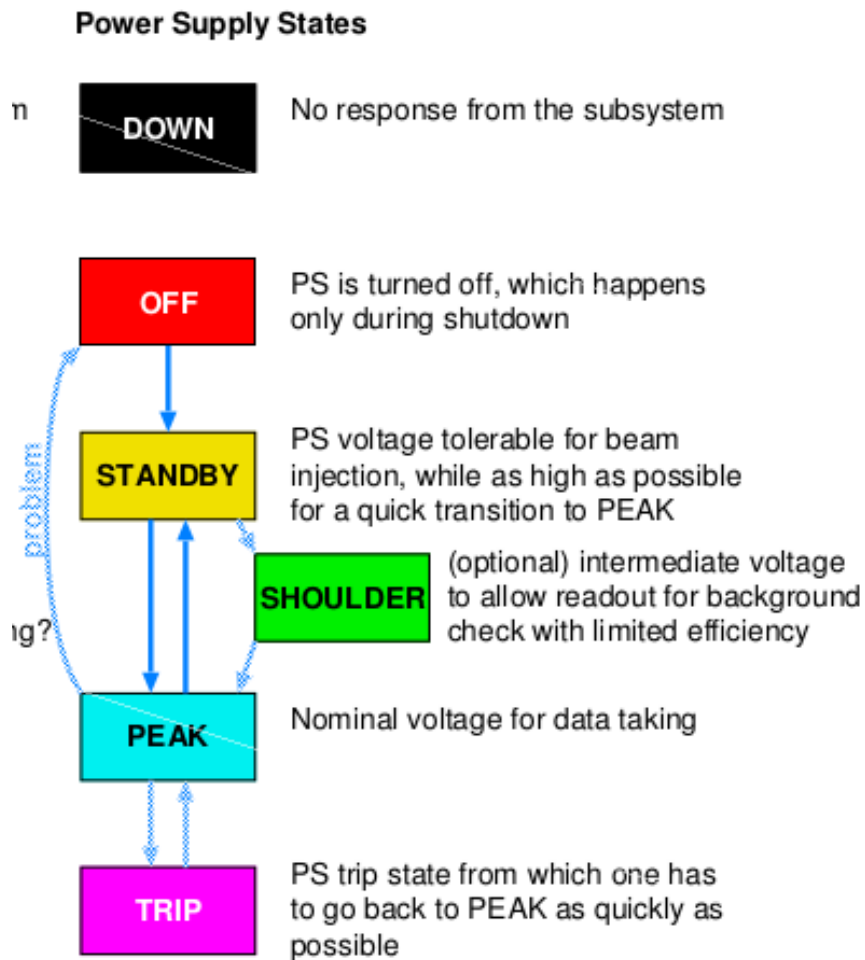 Power Supply States
m
DOWN
No response from the subsystem
OFF
PS is turned off, which happens
only during shutdown
problem
STANDBY
PS voltage tolerable for beam
injection, while as high as possible
for a quick transition to PEAK
SHOULDER
(optional) intermediate voltage
to allow readout for background
check with limited efficiency
ng?
PEAK
Nominal voltage for data taking
TRIP
PS trip state from which one has
to go back to PEAK as quickly as
possible